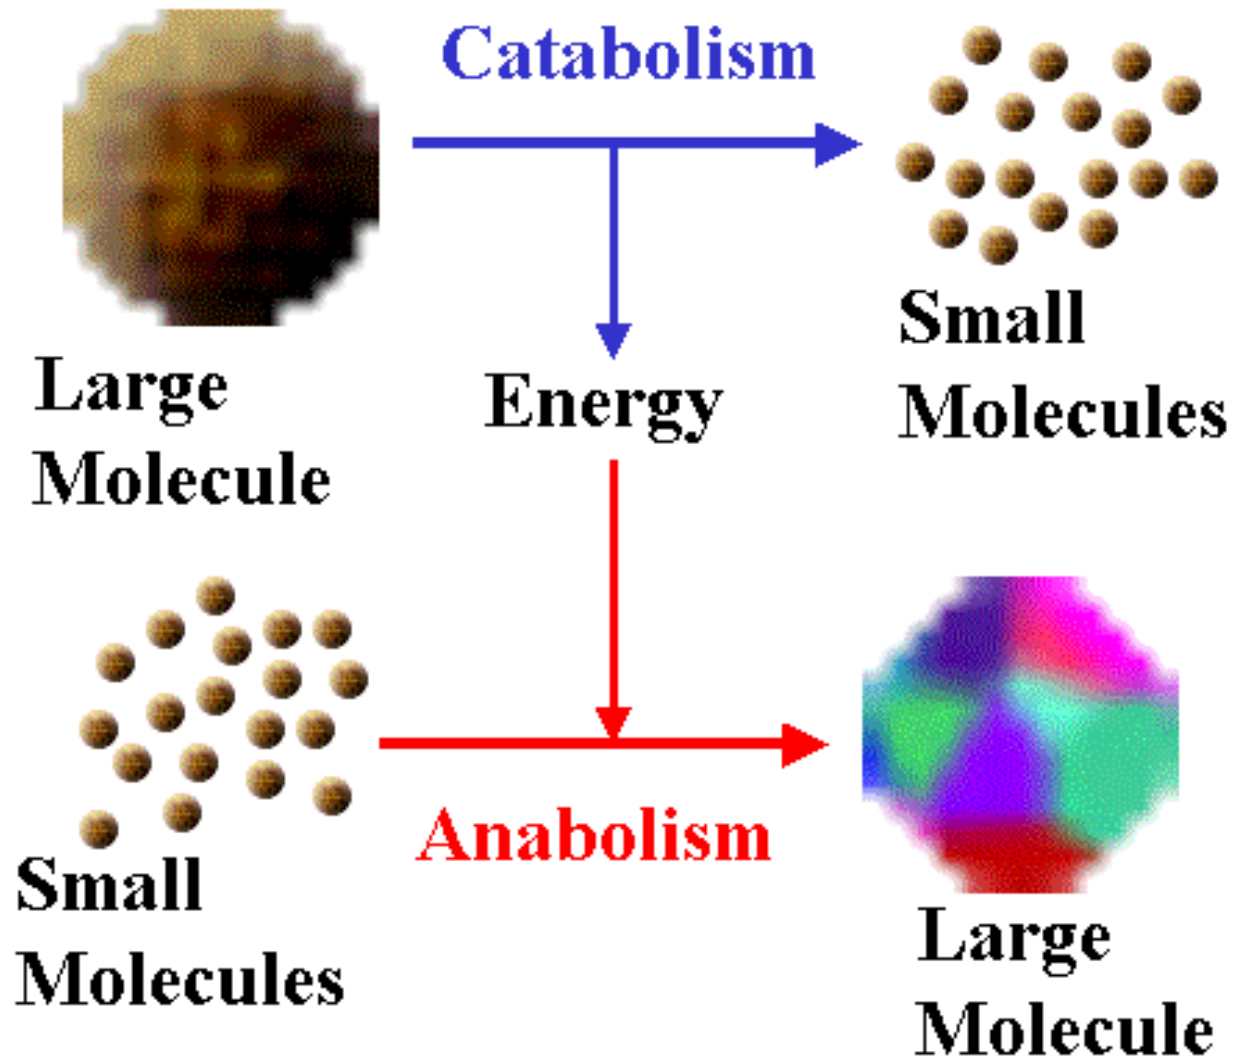 Catabolism
Large
Molecule
Energy
Small
Molecules
Small
Molecules
Anabolism
Large
Molecule